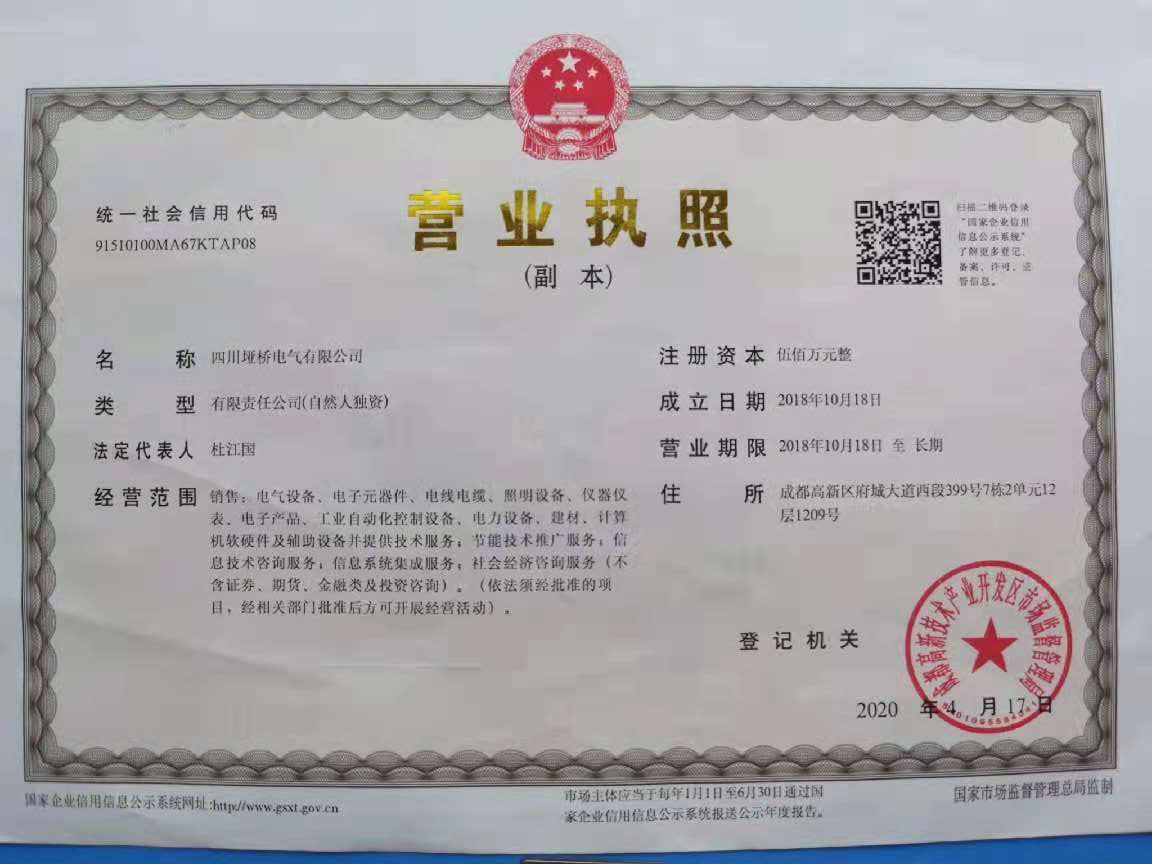 营业执照
(副 本)
统一社会信用代码
91510100MA67KTAP08
扫描二维码登录
“国家企业信用
信息公示系统”
了解更多登记、
备案、许可、监
管信息。
名 称 四川垭桥电气有限公司
类 型 有限责任公司(自然人独资)
法定代表人 杜江国
经营范围 销售：电气设备、电子元器件、电线电缆、照明设备、仪器仪
表、电子产品、工业自动化控制设备、电力设备、建材、计算
机软硬件及辅助设备并提供技术服务；节能技术推广服务；信
息技术咨询服务；信息系统集成服务；社会经济咨询服务（不
含证券、期货、金融类及投资咨询）。（依法须经批准的项
目，经相关部门批准后方可开展经营活动）。
注册资本 伍佰万元整
成立日期 2018年10月18日
营业期限 2018年10月18日 至 长期
住 所 成都高新区府城大道西段399号7栋2单元12
层1209号
登记机关
成都高新技术产业开发区市场监督管理局
2020 年 4 月 17 日
国家企业信用信息公示系统网址:http://www.gsxt.gov.cn
市场主体应当于每年1月1日至6月30日通过国
家企业信用信息公示系统报送公示年度报告。
国家市场监督管理总局监制